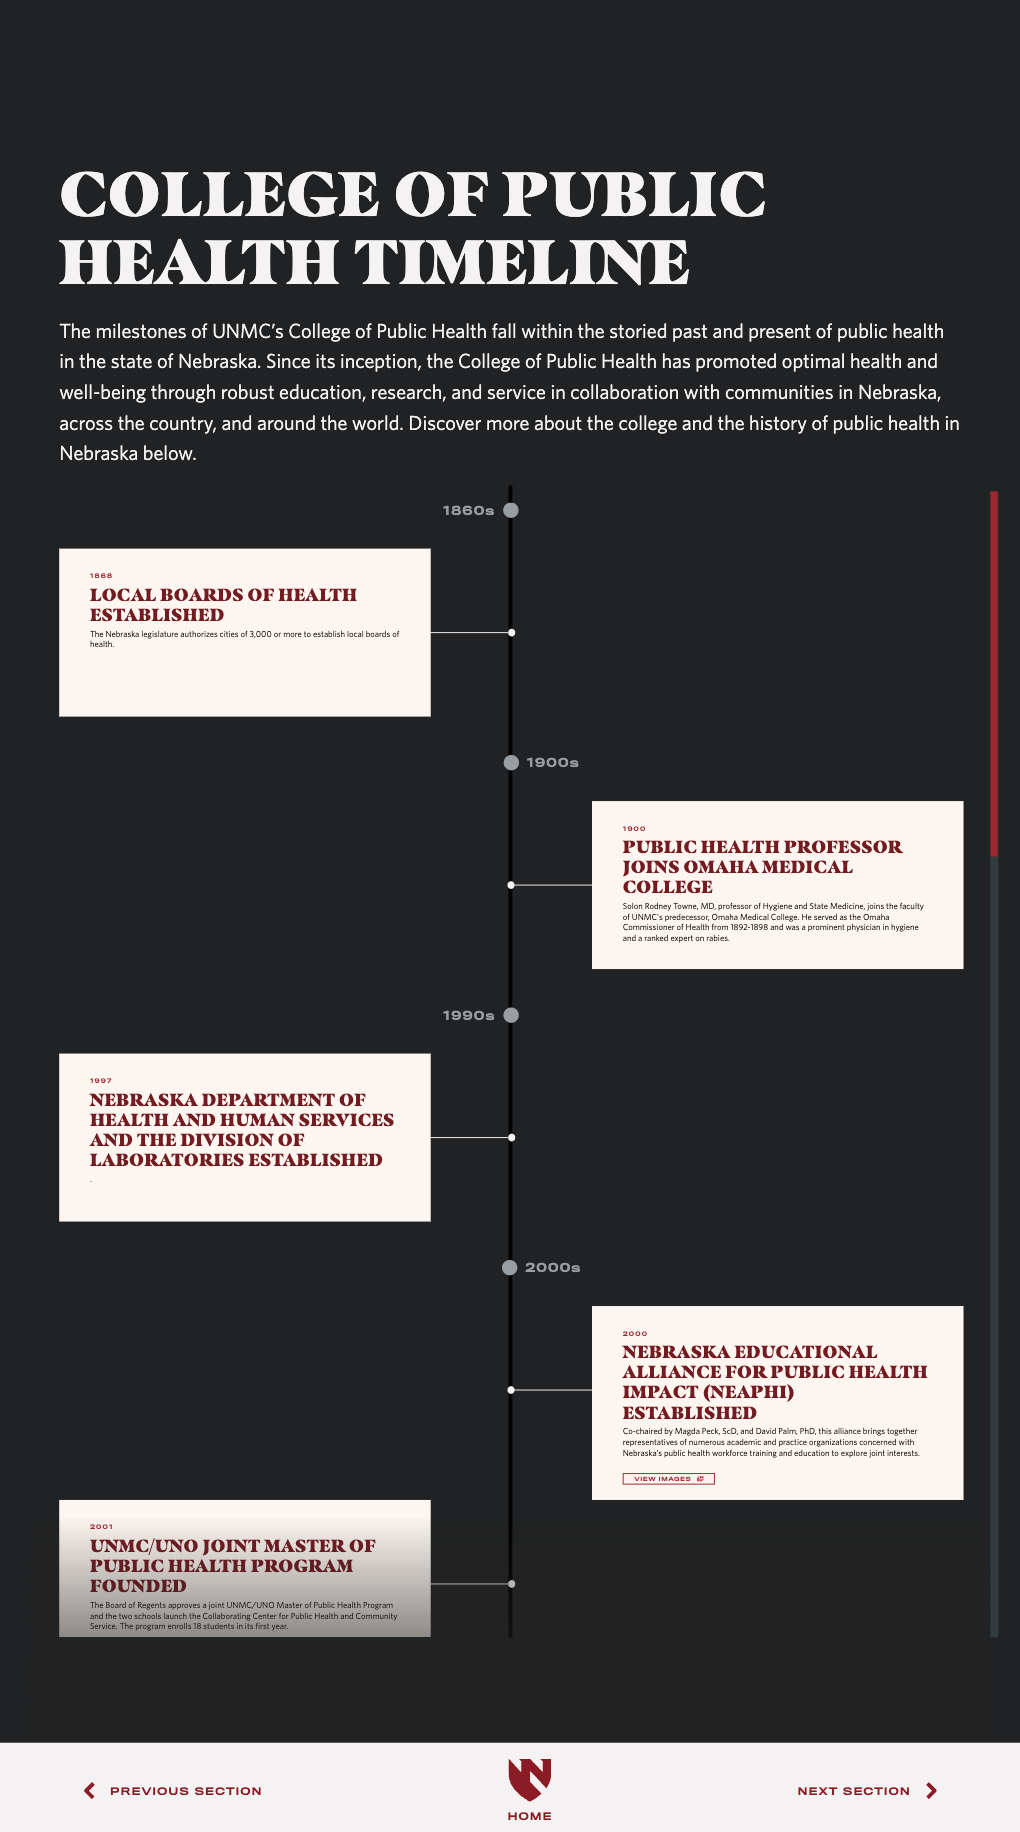 COLLEGE OF PUBLIC
HEALTH TIMELINE
The milestones of UNMC's College of Public Health fall within the storied past and present of public health
in the state of Nebraska. Since its inception, the College of Public Health has promoted optimal health and
well-being through robust education, research, and service in collaboration with communities in Nebraska,
across the country, and around the world. Discover more about the college and the history of public health in
Nebraska below.
1860s
1868
LOCAL BOARDS OF HEALTH
ESTABLISHED
The Nebraska legislature authorizes cities of 3,000 or more to establish local boards of
health.
1900s
1900
PUBLIC HEALTH PROFESSOR
JOINS OMAHA MEDICAL
COLLEGE
Solon Rodney Towne, MD, professor of Hygiene and State Medicine, joins the faculty
of UNMC's predecessor, Omaha Medical College. He served as the Omaha
Commissioner of Health from 1892-1898 and was a prominent physician in hygiene
and a ranked expert on rabies.
1990s
1997
NEBRASKA DEPARTMENT OF
HEALTH AND HUMAN SERVICES
AND THE DIVISION OF
LABORATORIES ESTABLISHED
.
2000s
2000
NEBRASKA EDUCATIONAL
ALLIANCE FOR PUBLIC HEALTH
IMPACT (NEAPHI)
ESTABLISHED
Co-chaired by Magda Peck, ScD, and David Palm, PhD, this alliance brings together
representatives of numerous academic and practice organizations concerned with
Nebraska's public health workforce training and education to explore joint interests.
VIEW IMAGES
2001
UNMC/UNO JOINT MASTER OF
PUBLIC HEALTH PROGRAM
FOUNDED
The Board of Regents approves a joint UNMC/UNO Master of Public Health Program
and the two schools launch the Collaborating Center for Public Health and Community
Service. The program enrolls 18 students in its first year.
PREVIOUS SECTION
HOME
NEXT SECTION